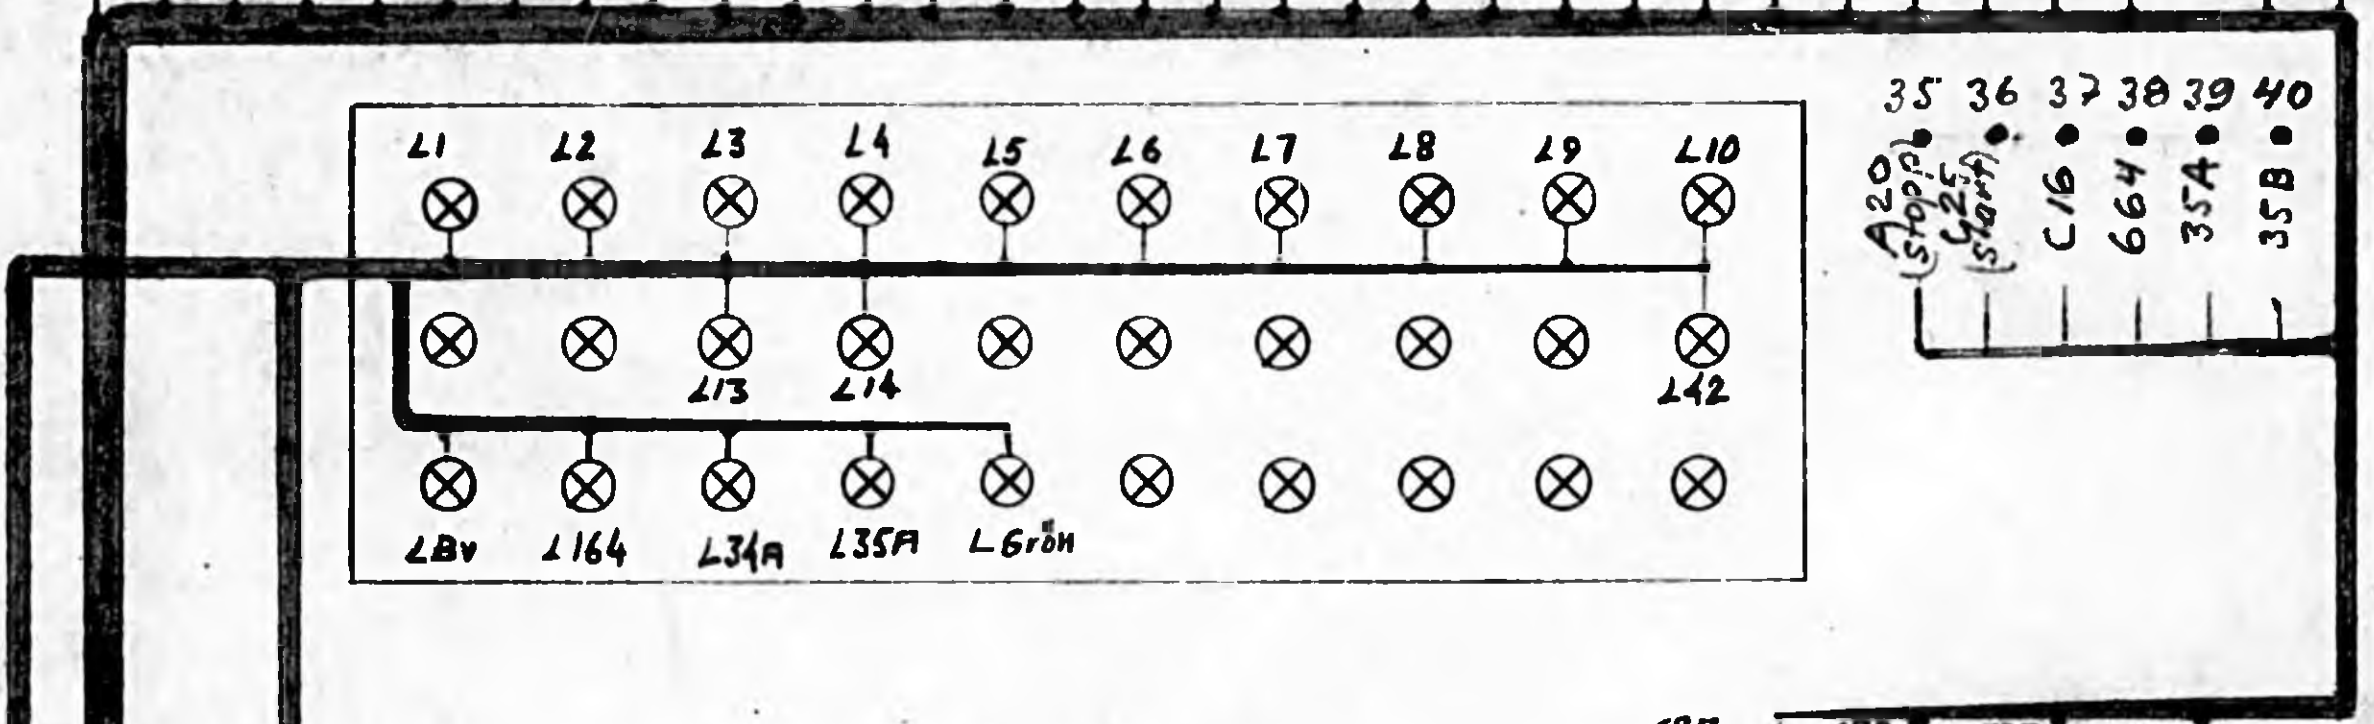 L1 L2 L3 L4 L5 L6 L7 L8 L9 L10
L13 L14 L42
LBV L164 L34A L35A LGrön
35 36 37 38 39 40
A20 (stopp)
(start)
C16
664
35A
35B